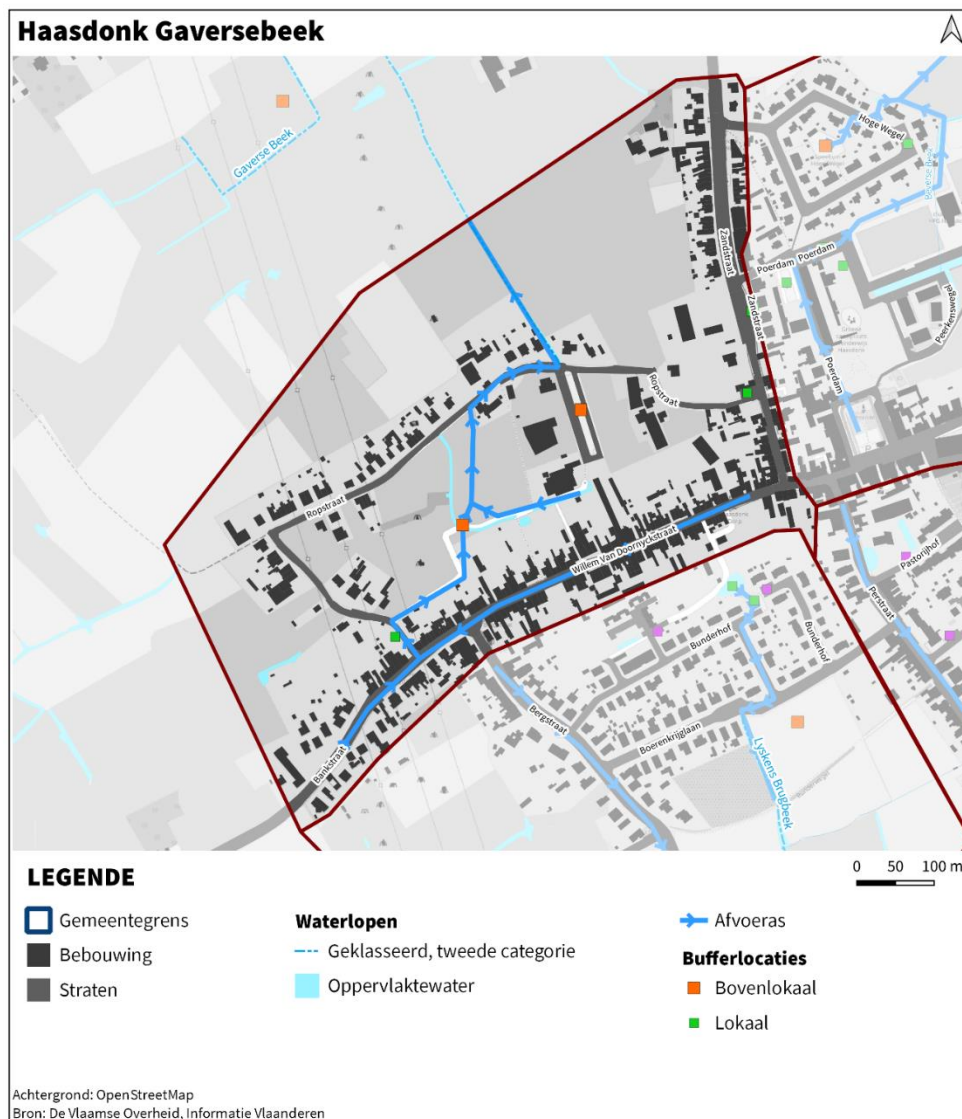 Haasdonk Gaversebeek
Gaverse Beek
Hoge Wegel
Zandstraat
Poerdam
Poerdam
Zandstraat
Peerkenswegel
Poerdam
Ropstraat
Ropstraat
Willem Van Doornyckstraat
Pastorijhof
Perstraat
Bunderhof
Bunderhof
Bergstraat
Boerenkrijglaan
Bankstraat
Lyskens Brugbeek
0 50 100 m
LEGENDE
Gemeentegrens
Bebouwing
Straten
Waterlopen
Geklasseerd, tweede categorie
Oppervlaktewater
Afvoeras
Bufferlocaties
Bovenlokaal
Lokaal
Achtergrond: OpenStreetMap
Bron: De Vlaamse Overheid, Informatie Vlaanderen